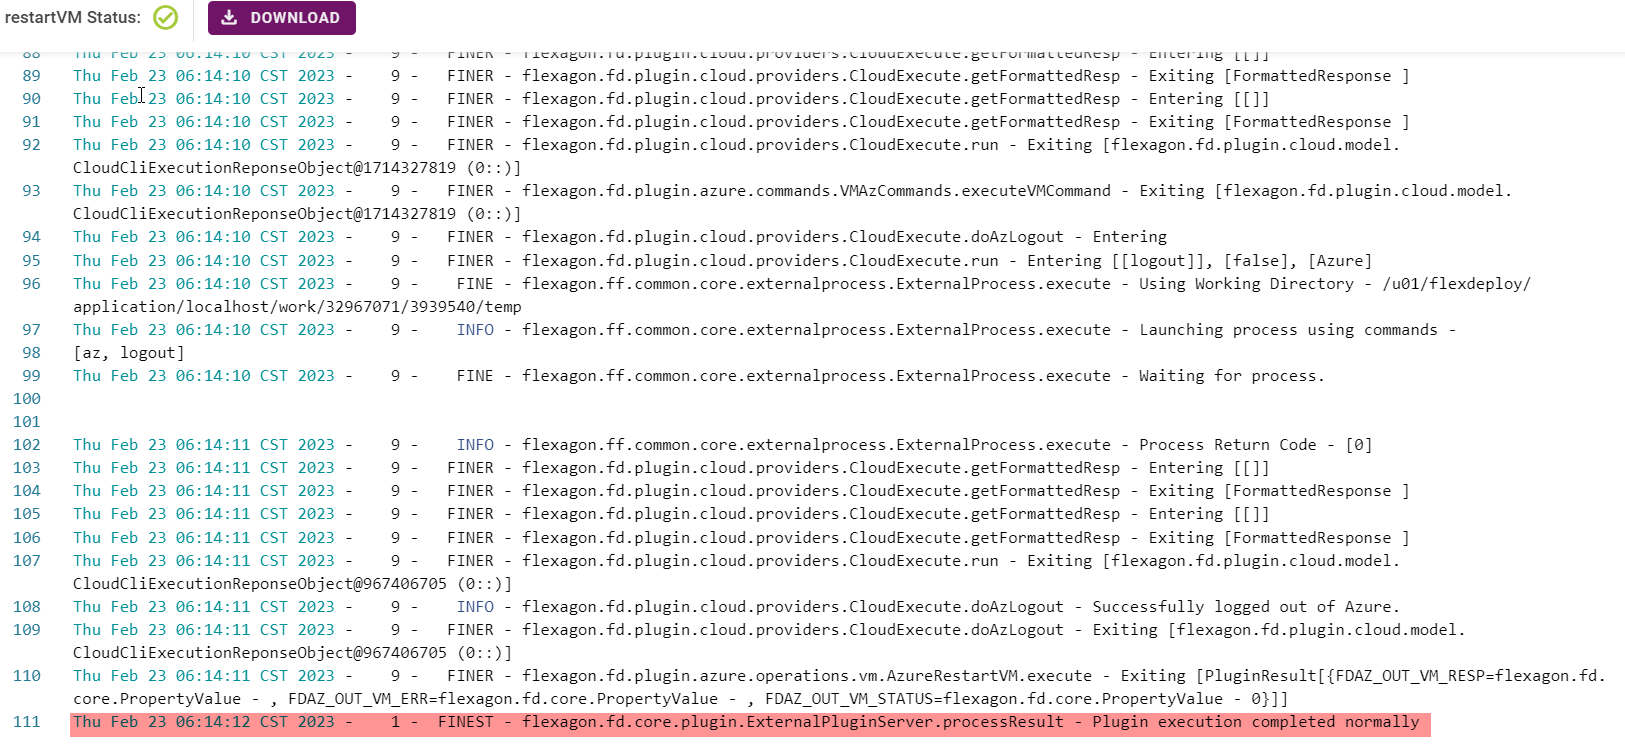 restartVM Status: DOWNLOAD
88 Thu Feb 23 06:14:10 CST 2023 - 9 - FINER - flexagon.fd.plugin.cloud.providers.CloudExecute.getFormattedResp - Entering [[]]
89 Thu Feb 23 06:14:10 CST 2023 - 9 - FINER - flexagon.fd.plugin.cloud.providers.CloudExecute.getFormattedResp - Exiting [FormattedResponse ]
90 Thu Feb 23 06:14:10 CST 2023 - 9 - FINER - flexagon.fd.plugin.cloud.providers.CloudExecute.getFormattedResp - Entering [[]]
91 Thu Feb 23 06:14:10 CST 2023 - 9 - FINER - flexagon.fd.plugin.cloud.providers.CloudExecute.getFormattedResp - Exiting [FormattedResponse ]
92 Thu Feb 23 06:14:10 CST 2023 - 9 - FINER - flexagon.fd.plugin.cloud.providers.CloudExecute.run - Exiting [flexagon.fd.plugin.cloud.model.
CloudCliExecutionReponseObject@1714327819 (0::)]
93 Thu Feb 23 06:14:10 CST 2023 - 9 - FINER - flexagon.fd.plugin.azure.commands.VMAzCommands.executeVMCommand - Exiting [flexagon.fd.plugin.cloud.model.
CloudCliExecutionReponseObject@1714327819 (0::)]
94 Thu Feb 23 06:14:10 CST 2023 - 9 - FINER - flexagon.fd.plugin.cloud.providers.CloudExecute.doAzLogout - Entering
95 Thu Feb 23 06:14:10 CST 2023 - 9 - FINER - flexagon.fd.plugin.cloud.providers.CloudExecute.run - Entering [[logout]], [false], [Azure]
96 Thu Feb 23 06:14:10 CST 2023 - 9 - FINE - flexagon.ff.common.core.externalprocess.ExternalProcess.execute - Using Working Directory - /u01/flexdeploy/
application/localhost/work/32967071/3939540/temp
97 Thu Feb 23 06:14:10 CST 2023 - 9 - INFO - flexagon.ff.common.core.externalprocess.ExternalProcess.execute - Launching process using commands -
98 [az, logout]
99 Thu Feb 23 06:14:10 CST 2023 - 9 - FINE - flexagon.ff.common.core.externalprocess.ExternalProcess.execute - Waiting for process.
100
101
102 Thu Feb 23 06:14:11 CST 2023 - 9 - INFO - flexagon.ff.common.core.externalprocess.ExternalProcess.execute - Process Return Code - [0]
103 Thu Feb 23 06:14:11 CST 2023 - 9 - FINER - flexagon.fd.plugin.cloud.providers.CloudExecute.getFormattedResp - Entering [[]]
104 Thu Feb 23 06:14:11 CST 2023 - 9 - FINER - flexagon.fd.plugin.cloud.providers.CloudExecute.getFormattedResp - Exiting [FormattedResponse ]
105 Thu Feb 23 06:14:11 CST 2023 - 9 - FINER - flexagon.fd.plugin.cloud.providers.CloudExecute.getFormattedResp - Entering [[]]
106 Thu Feb 23 06:14:11 CST 2023 - 9 - FINER - flexagon.fd.plugin.cloud.providers.CloudExecute.getFormattedResp - Exiting [FormattedResponse ]
107 Thu Feb 23 06:14:11 CST 2023 - 9 - FINER - flexagon.fd.plugin.cloud.providers.CloudExecute.run - Exiting [flexagon.fd.plugin.cloud.model.
CloudCliExecutionReponseObject@967406705 (0::)]
108 Thu Feb 23 06:14:11 CST 2023 - 9 - INFO - flexagon.fd.plugin.cloud.providers.CloudExecute.doAzLogout - Successfully logged out of Azure.
109 Thu Feb 23 06:14:11 CST 2023 - 9 - FINER - flexagon.fd.plugin.cloud.providers.CloudExecute.doAzLogout - Exiting [flexagon.fd.plugin.cloud.model.
CloudCliExecutionReponseObject@967406705 (0::)]
110 Thu Feb 23 06:14:11 CST 2023 - 9 - FINER - flexagon.fd.plugin.azure.operations.vm.AzureRestartVM.execute - Exiting [PluginResult[{FDAZ_OUT_VM_RESP=flexagon.fd.
core.PropertyValue - , FDAZ_OUT_VM_ERR=flexagon.fd.core.PropertyValue - , FDAZ_OUT_VM_STATUS=flexagon.fd.core.PropertyValue - 0}]]
111 Thu Feb 23 06:14:12 CST 2023 - 1 - FINEST - flexagon.fd.core.plugin.ExternalPluginServer.processResult - Plugin execution completed normally